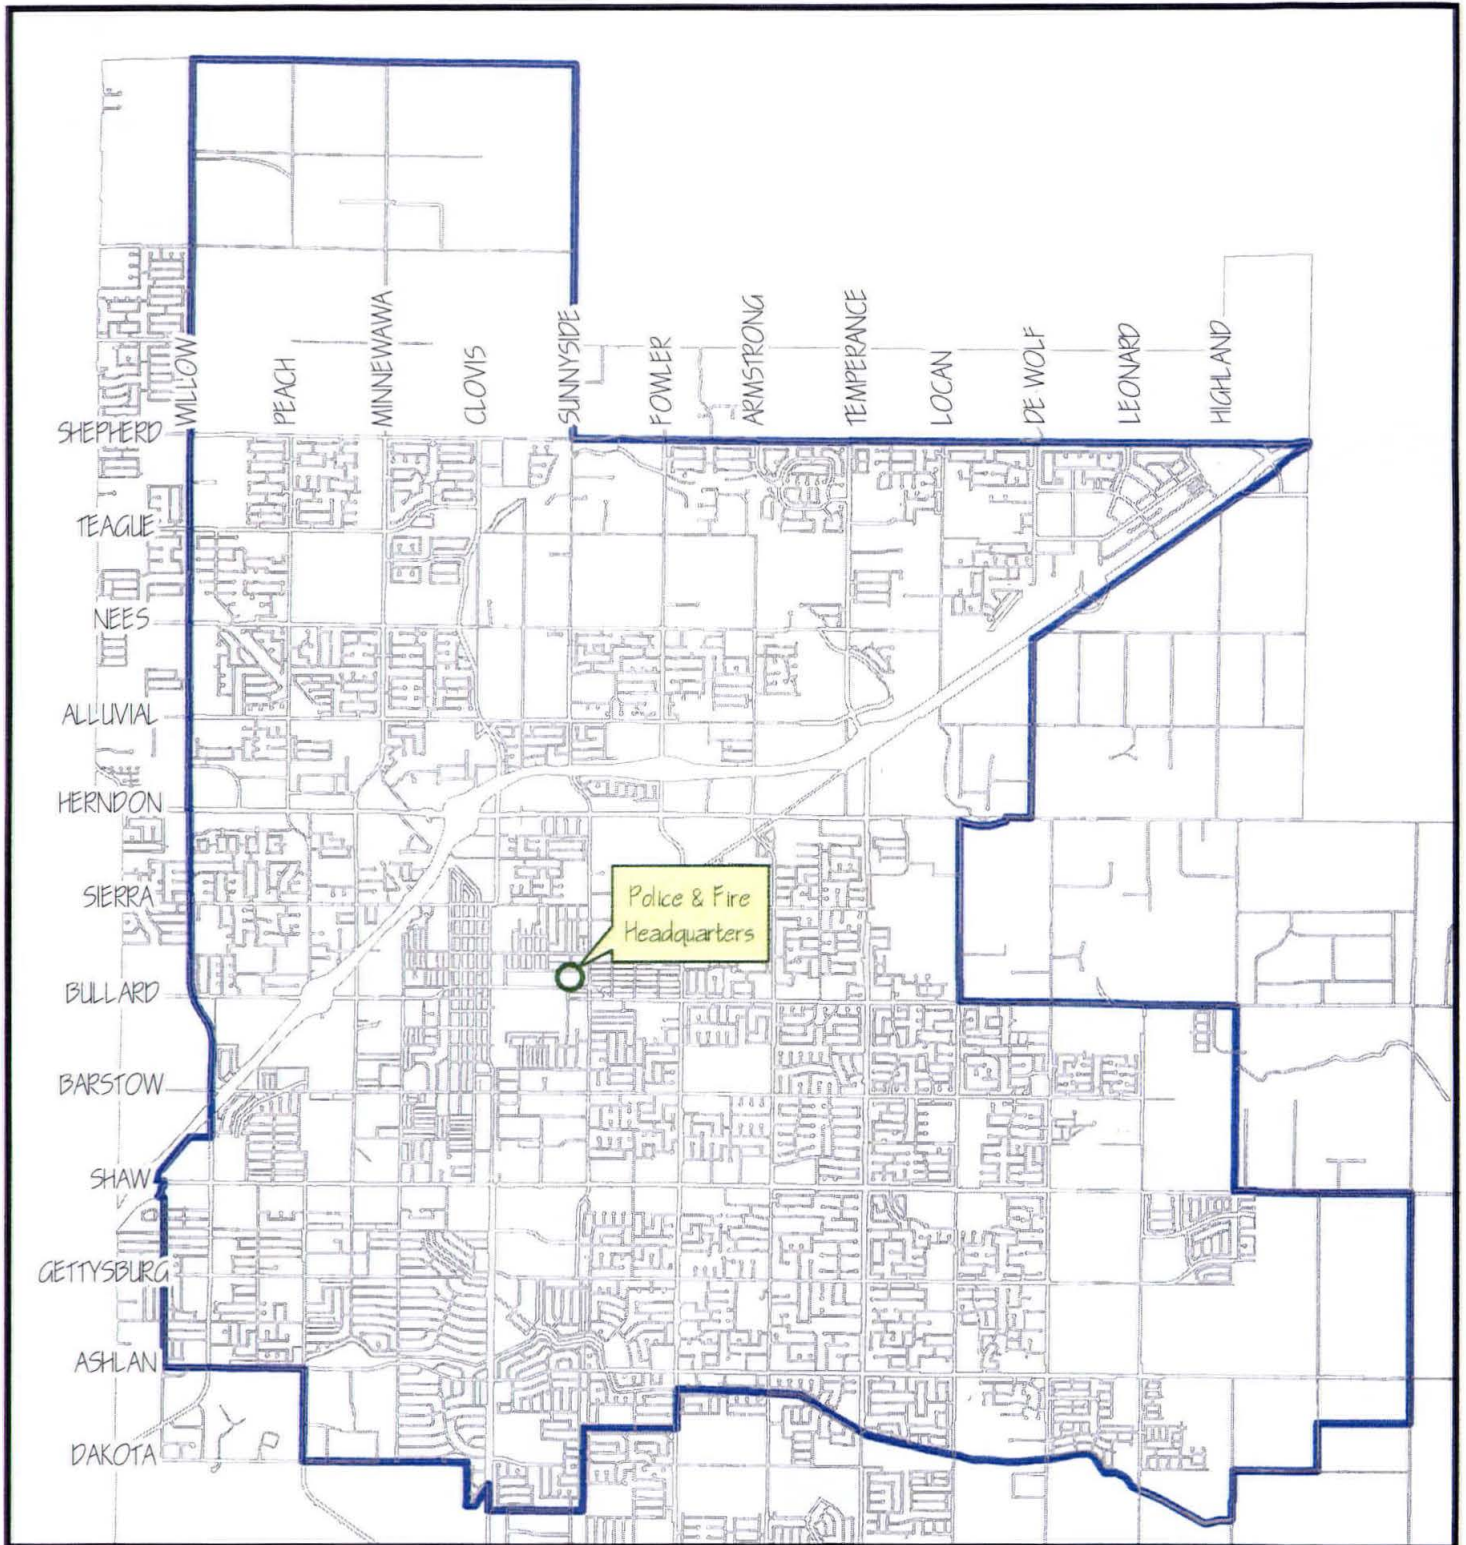 WILLOW
PEACH
MINNEWAWA
CLOVIS
SUNNYSIDE
FOWLER
ARMSTRONG
TEMPERANCE
LOCAN
DE WOLF
LEONARD
HIGHLAND
SHEPHERD
TEAGUE
NEES
ALLUVIAL
HERNDON
SIERRA
Police & Fire
Headquarters
BULLARD
BARSTOW
SHAW
GETTYSBURG
ASHLAN
DAKOTA